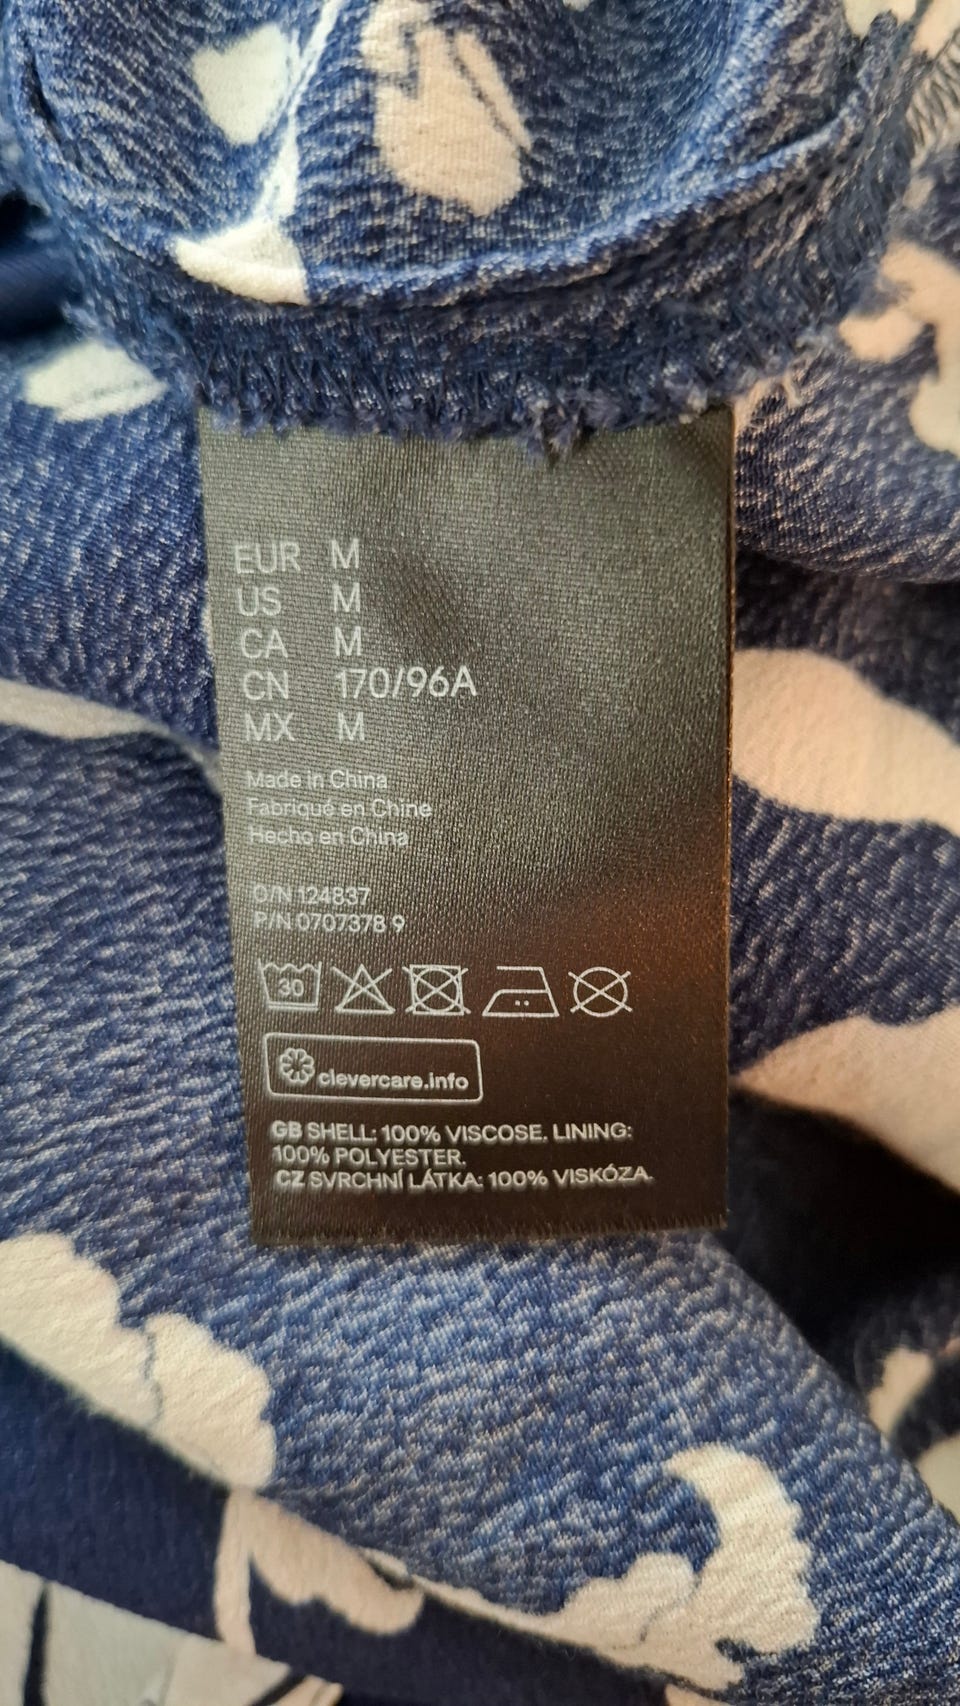 EUR M
US M
CA M
CN 170/96A
MX M
Made in China
Fabriqué en Chine
Hecho en China
O/N 124837
P/N 0707378 9
30
clevercare.info
GB SHELL: 100% VISCOSE. LINING:
100% POLYESTER.
CZ SVRCHNÍ LÁTKA: 100% VISKÓZA.